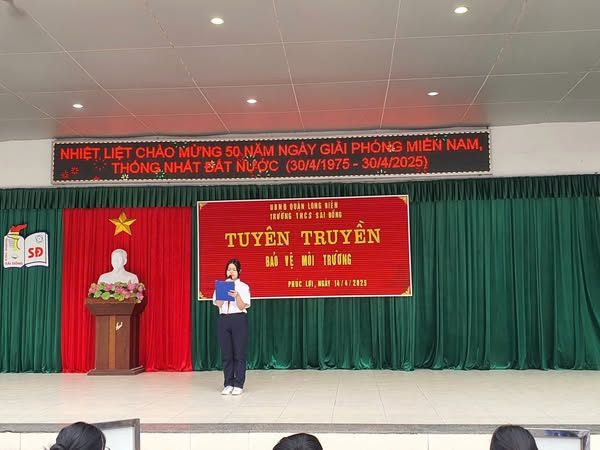 NHIỆT LIỆT CHÀO MỪNG 50 NĂM NGÀY GIẢI PHÓNG MIỀN NAM,
THỐNG NHẤT ĐẤT NƯỚC (30/4/1975 - 30/4/2025)
UBND QUẬN LONG BIÊN
TRƯỜNG THCS SÀI ĐỒNG
TUYÊN TRUYỀN
BẢO VỆ MÔI TRƯỜNG
PHÚC LỢI, NGÀY 14/4/2025
SĐ